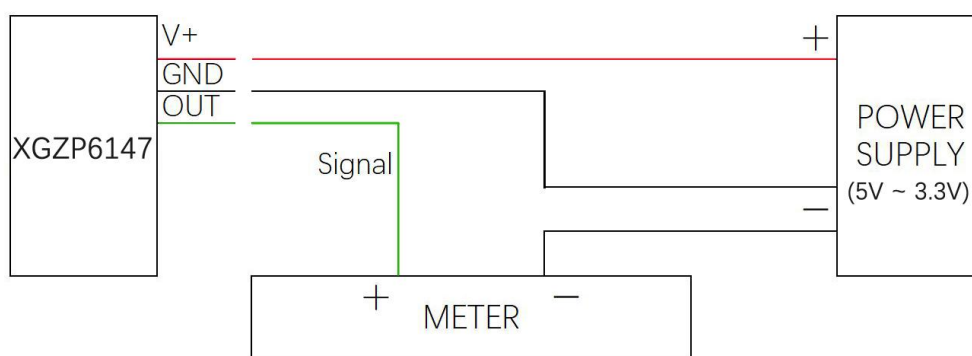 V+
+
GND
OUT
XGZP6147
POWER
SUPPLY
(5V ~ 3.3V)
Signal
−
+
−
METER